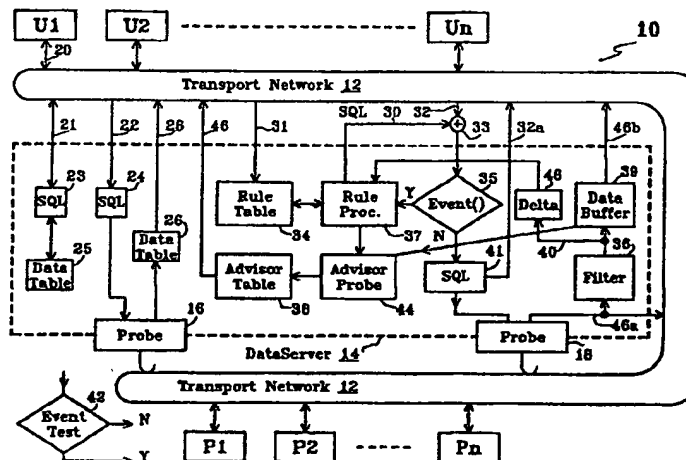 U1
U2
Un
10
20
Transport Network 12
21
22
26
46
31
SQL 30
32
33
32a
46b
23
SQL
24
SQL
25
Data Table
26
Data Table
Rule Table
34
Rule Proc.
37
Y
35
Event()
N
48
Delta
39
Data Buffer
40
36
Filter
Advisor Table
38
Advisor Probe
44
SQL
41
16
Probe
DataServer 14
Probe
18
46a
Transport Network 12
42
Event Test
N
Y
P1
P2
Pn